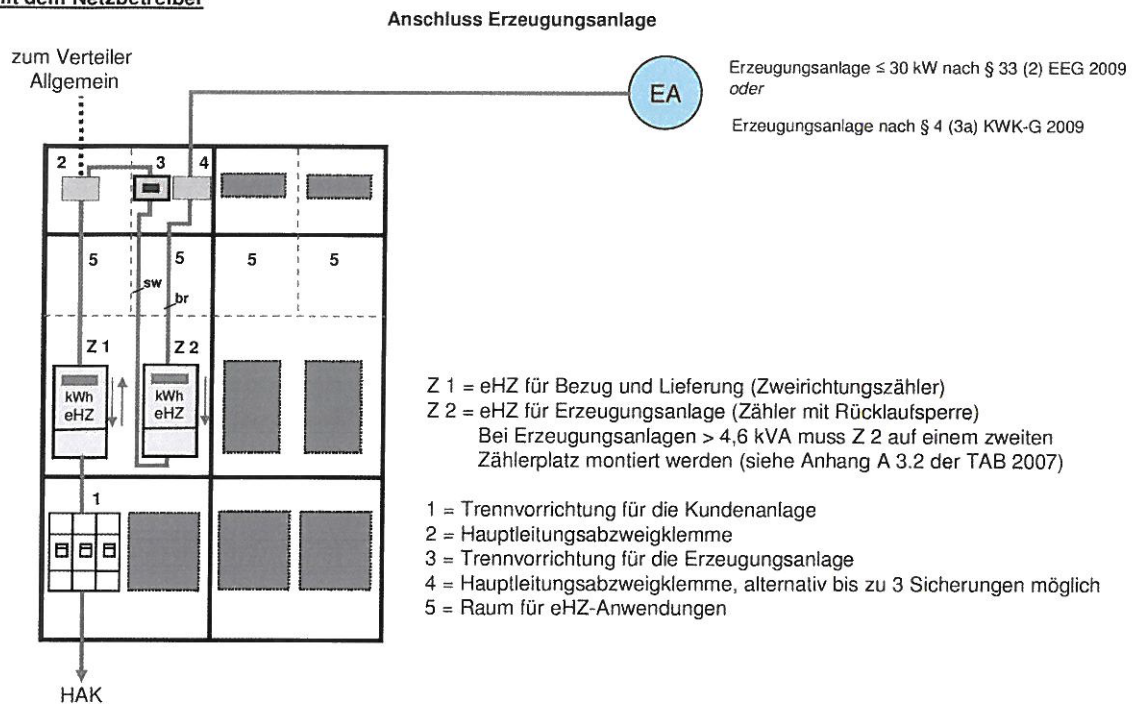 mit dem Netzbetreiber
Anschluss Erzeugungsanlage
zum Verteiler
Allgemein
EA
Erzeugungsanlage ≤ 30 kW nach § 33 (2) EEG 2009
oder
Erzeugungsanlage nach § 4 (3a) KWK-G 2009
2 3 4
5 5 5 5
sw
br
Z 1 Z 2
kWh kWh
eHZ eHZ
1
HAK
Z 1 = eHZ für Bezug und Lieferung (Zweirichtungszähler)
Z 2 = eHZ für Erzeugungsanlage (Zähler mit Rücklaufsperre)
Bei Erzeugungsanlagen > 4,6 kVA muss Z 2 auf einem zweiten
Zählerplatz montiert werden (siehe Anhang A 3.2 der TAB 2007)
1 = Trennvorrichtung für die Kundenanlage
2 = Hauptleitungsabzweigklemme
3 = Trennvorrichtung für die Erzeugungsanlage
4 = Hauptleitungsabzweigklemme, alternativ bis zu 3 Sicherungen möglich
5 = Raum für eHZ-Anwendungen